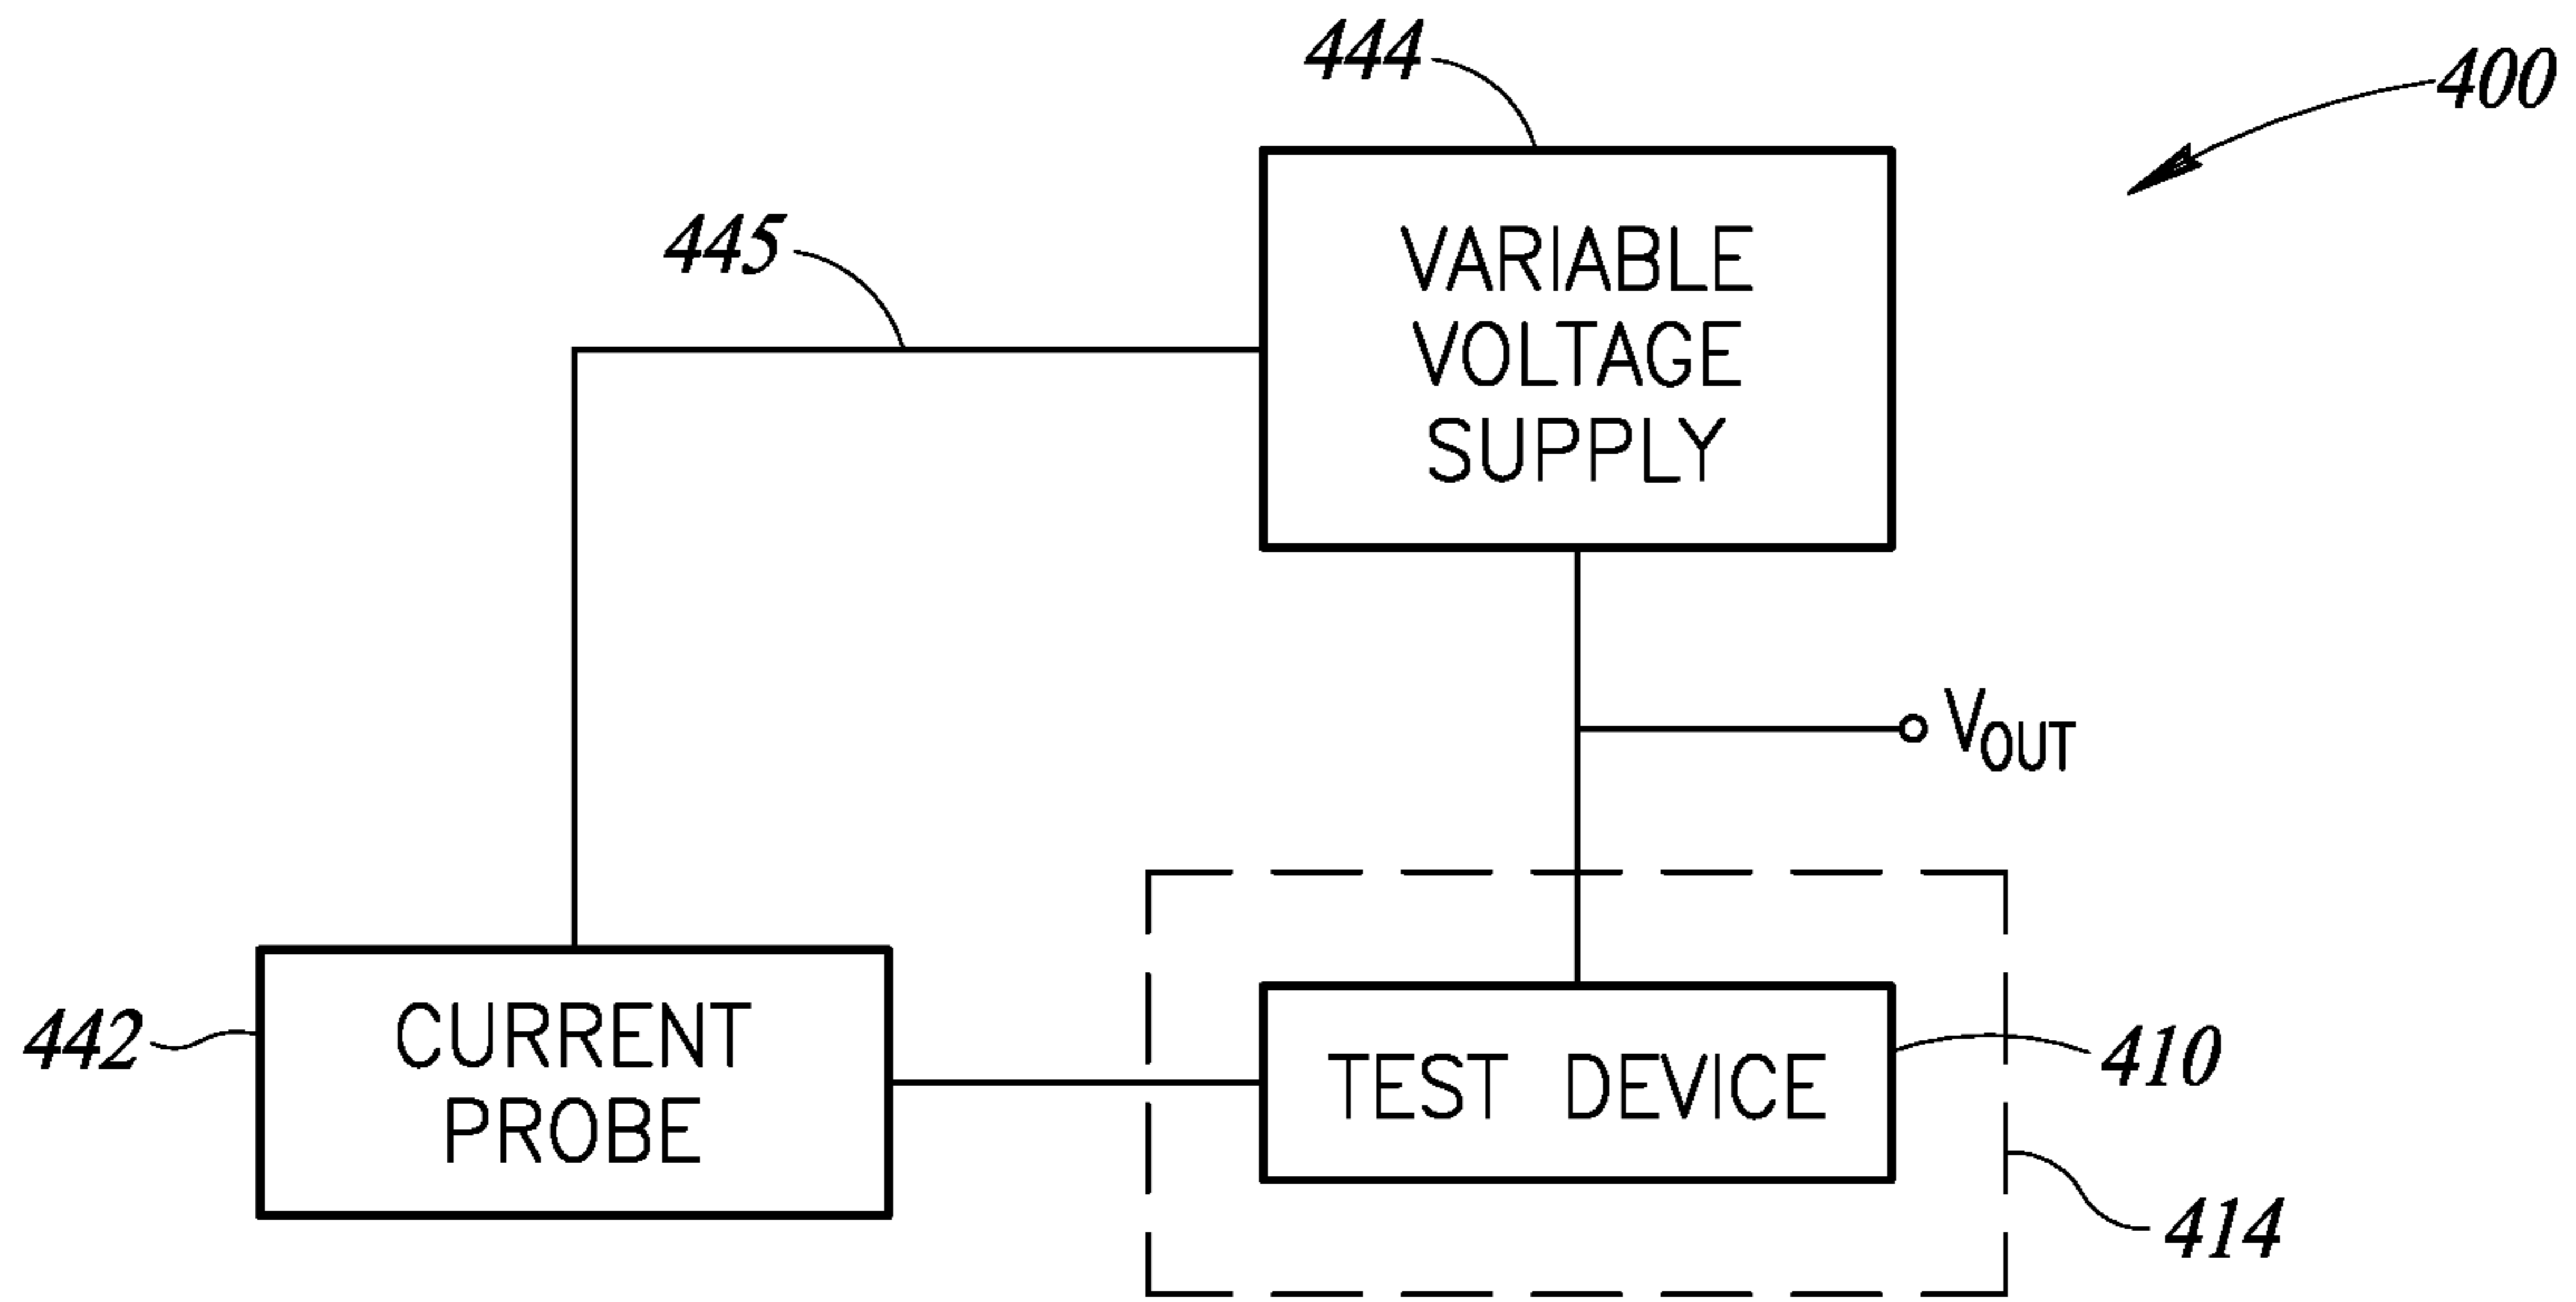 444
400
445
VARIABLE
VOLTAGE
SUPPLY
VOUT
442
CURRENT
PROBE
TEST DEVICE
410
414